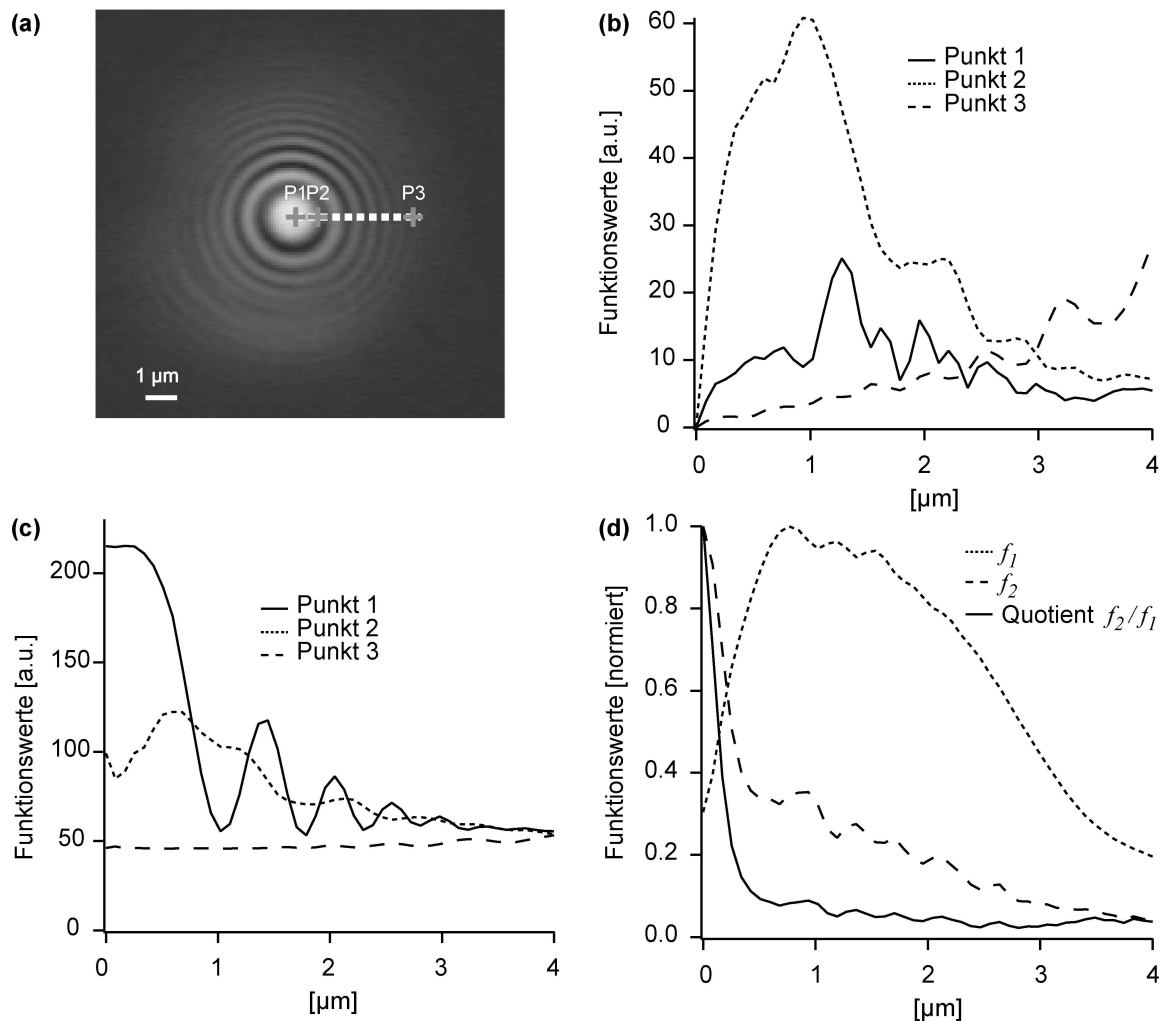 (a)
P1P2
P3
1 µm
(b)
Funktionswerte [a.u.]
60
50
40
30
20
10
0
Punkt 1
Punkt 2
Punkt 3
0 1 2 3 4
[µm]
(c)
Funktionswerte [a.u.]
200
150
100
50
0
Punkt 1
Punkt 2
Punkt 3
0 1 2 3 4
[µm]
(d)
Funktionswerte [normiert]
1.0
0.8
0.6
0.4
0.2
0.0
f1
f2
Quotient f2/f1
0 1 2 3 4
[µm]